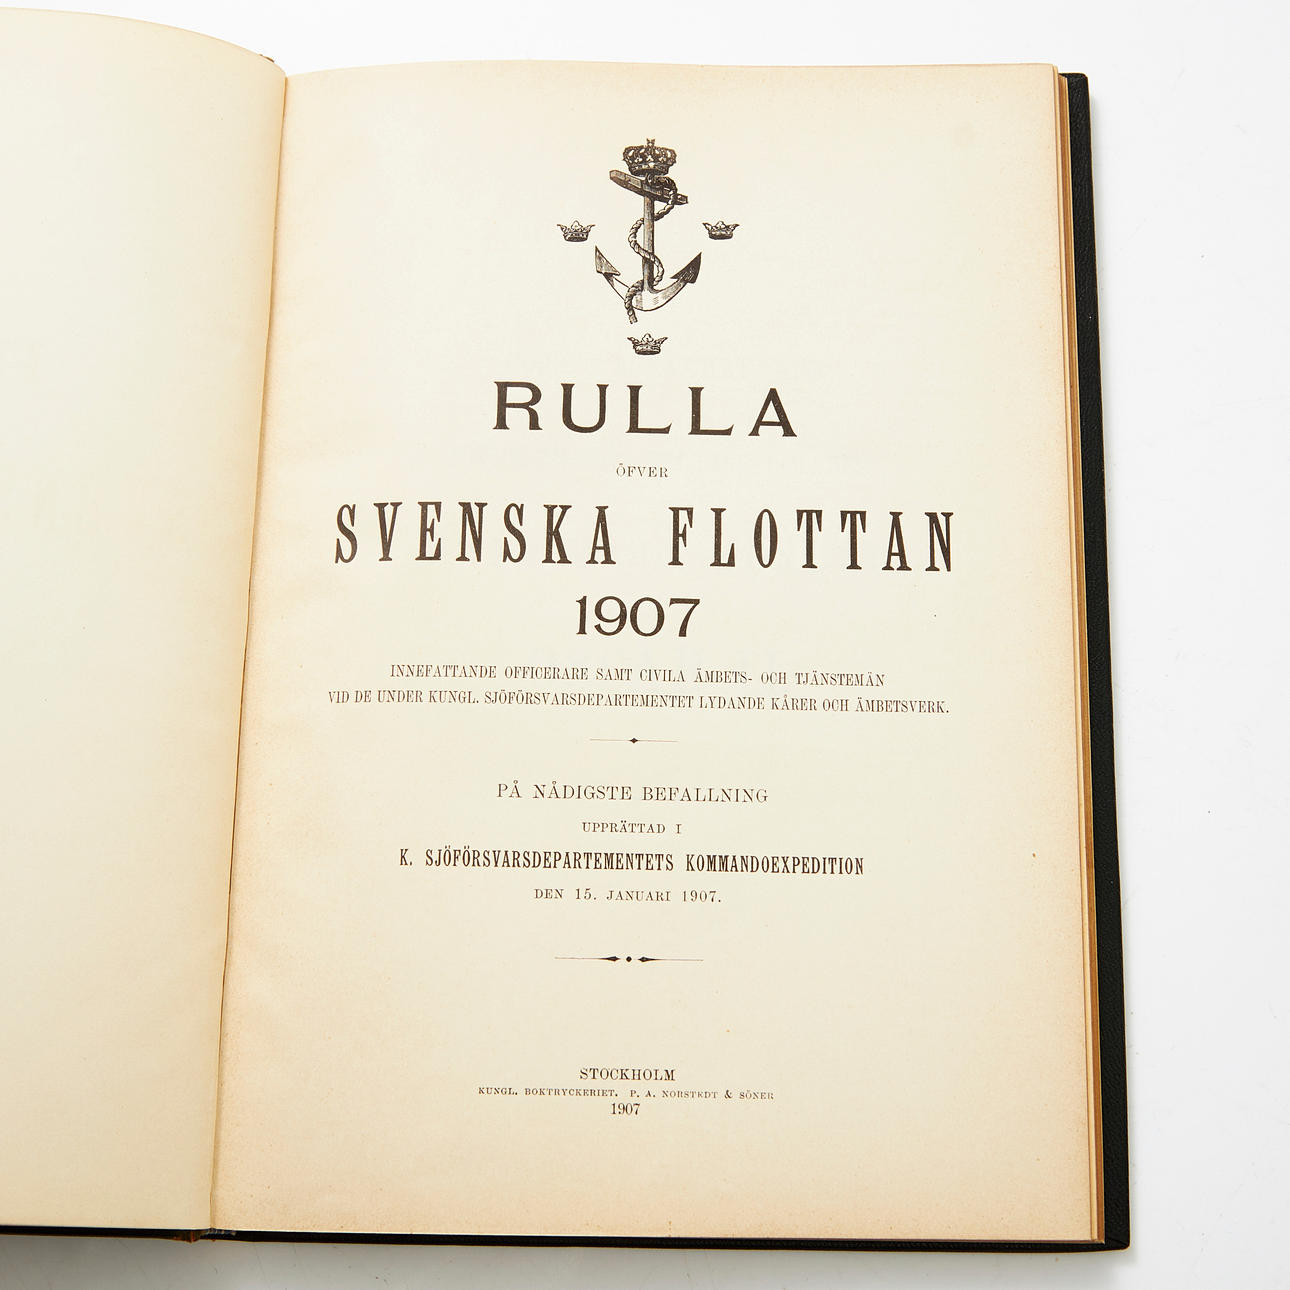 RULLA
ÖFVER
SVENSKA FLOTTAN
1907
INNEFATTANDE OFFICERARE SAMT CIVILA ÄMBETS- OCH TJÄNSTEMÄN
VID DE UNDER KUNGL. SJÖFÖRSVARSDEPARTEMENTET LYDANDE KÅRER OCH ÄMBETSVERK.
PÅ NÅDIGSTE BEFALLNING
UPPRÄTTAD I
K. SJÖFÖRSVARSDEPARTEMENTETS KOMMANDOEXPEDITION
DEN 15. JANUARI 1907.
STOCKHOLM
KUNGL. BOKTRYCKERIET. P. A. NORSTEDT & SÖNER
1907